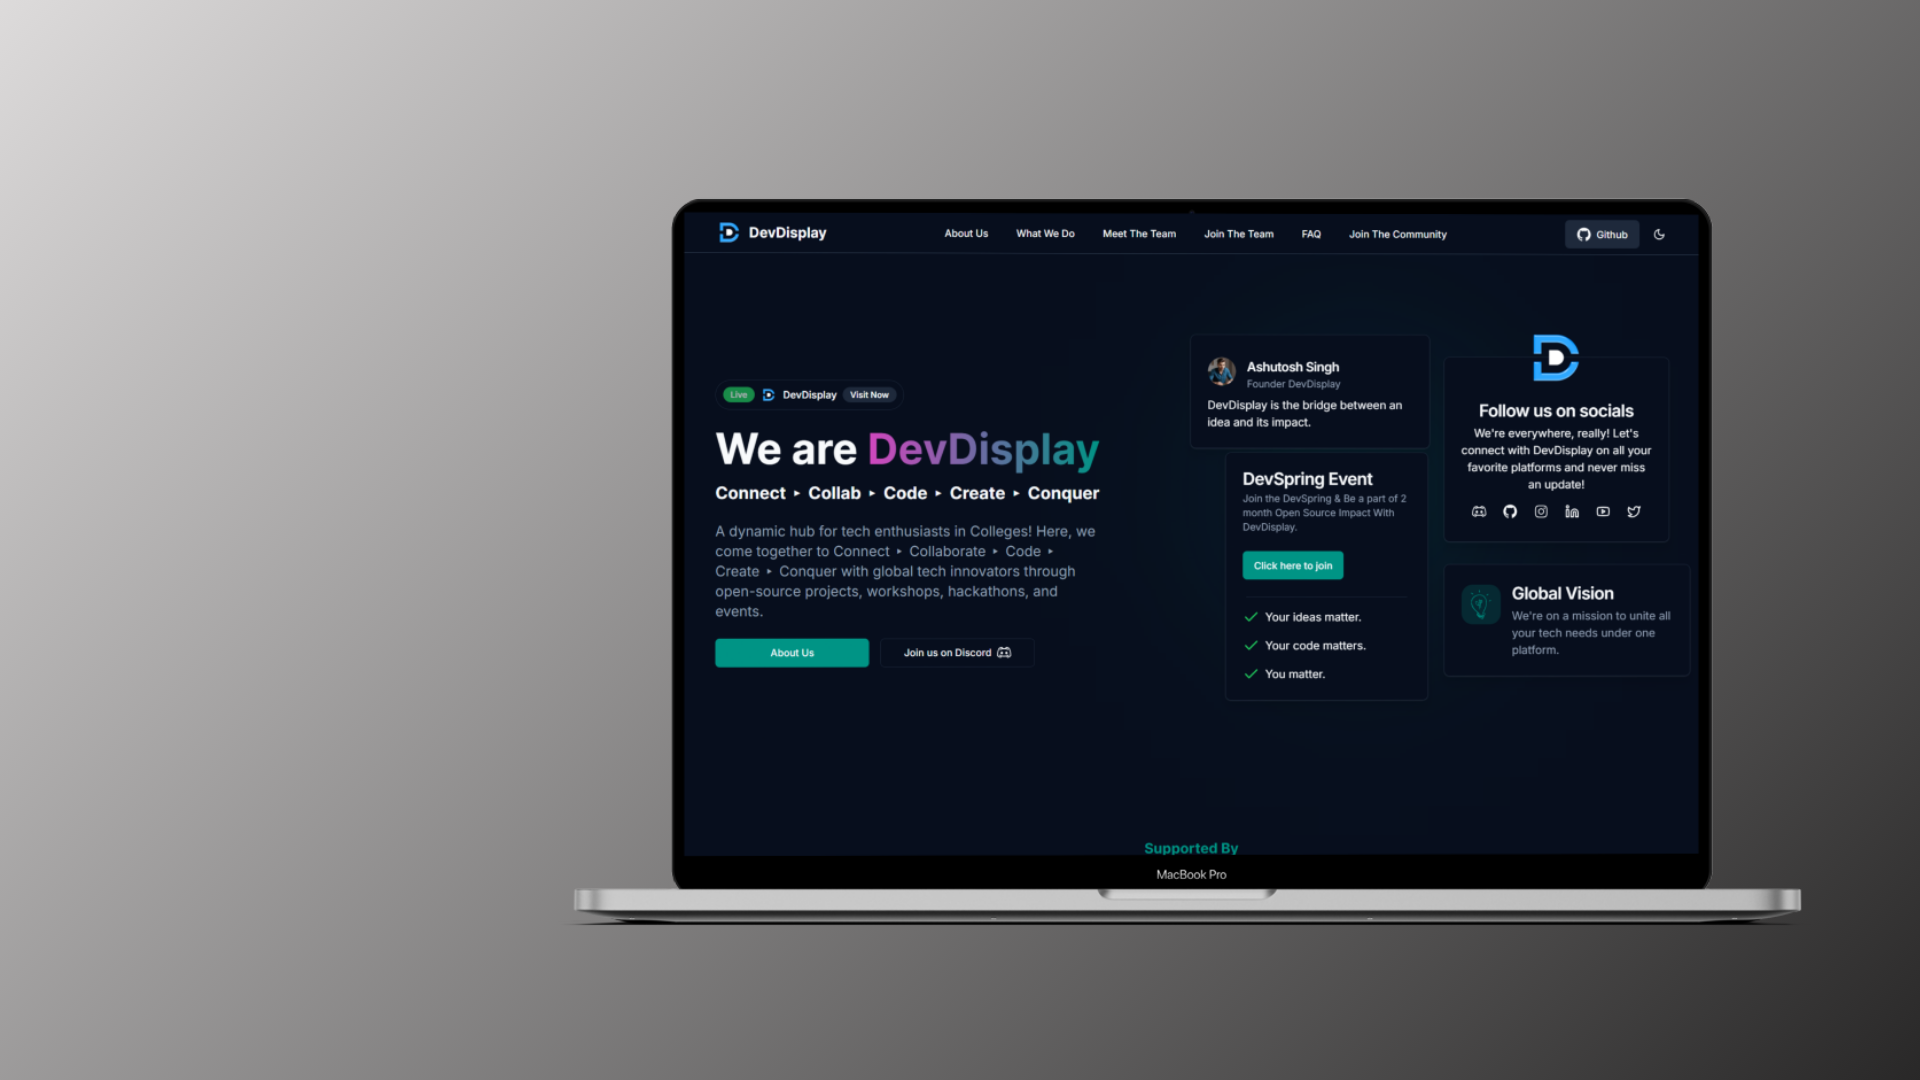 DevDisplay
About Us
What We Do
Meet The Team
Join The Team
FAQ
Join The Community
Github
Live
DevDisplay
Visit Now
We are DevDisplay
Connect ‣ Collab ‣ Code ‣ Create ‣ Conquer
A dynamic hub for tech enthusiasts in Colleges! Here, we
come together to Connect ‣ Collaborate ‣ Code ‣
Create ‣ Conquer with global tech innovators through
open-source projects, workshops, hackathons, and
events.
About Us
Join us on Discord
Ashutosh Singh
Founder DevDisplay
DevDisplay is the bridge between an
idea and its impact.
DevSpring Event
Join the DevSpring & Be a part of 2
month Open Source Impact With
DevDisplay.
Click here to join
Your ideas matter.
Your code matters.
You matter.
Follow us on socials
We're everywhere, really! Let's
connect with DevDisplay on all your
favorite platforms and never miss
an update!
Global Vision
We're on a mission to unite all
your tech needs under one
platform.
Supported By
MacBook Pro